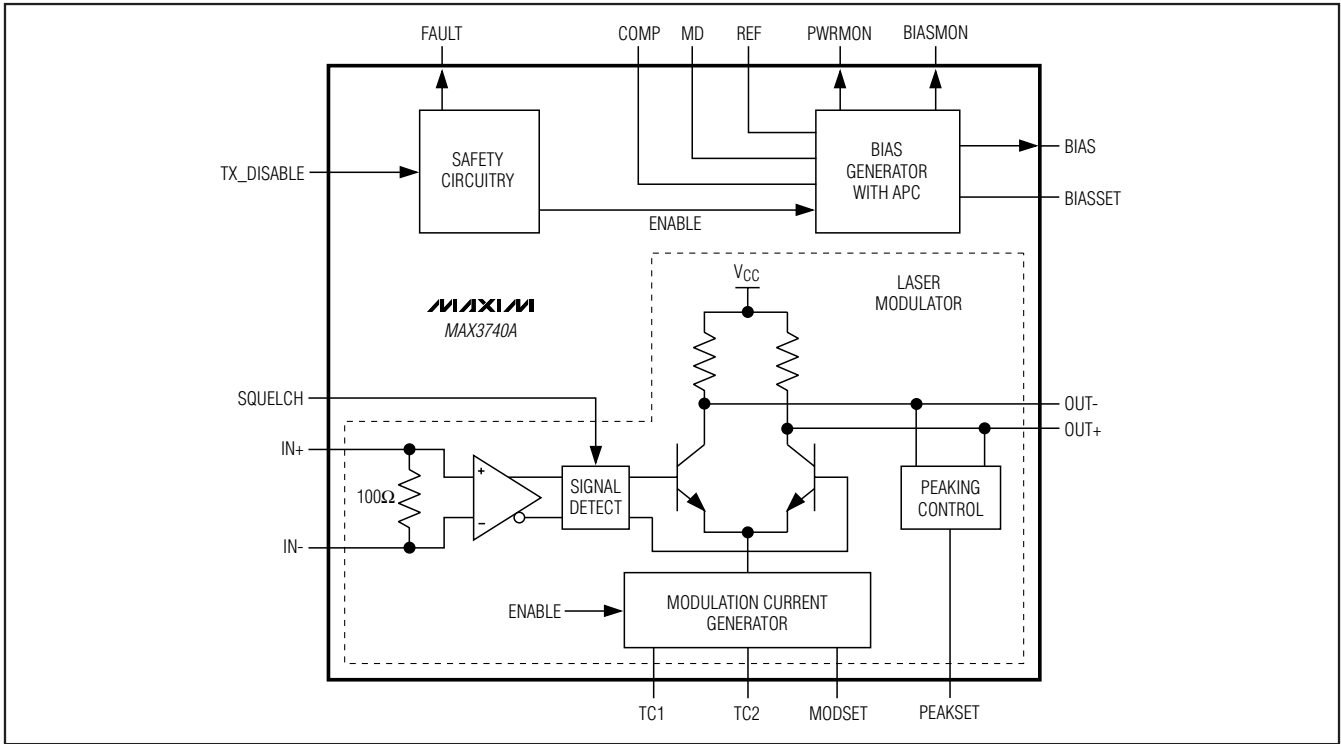 FAULT
COMP
MD
REF
PWRMON
BIASMON
TX_DISABLE
SAFETY
CIRCUITRY
BIAS
GENERATOR
WITH APC
BIAS
BIASSET
ENABLE
VCC
LASER
MODULATOR
MAXIM
MAX3740A
SQUELCH
OUT-
OUT+
IN+
100Ω
IN-
+
−
SIGNAL
DETECT
PEAKING
CONTROL
ENABLE
MODULATION CURRENT
GENERATOR
TC1
TC2
MODSET
PEAKSET